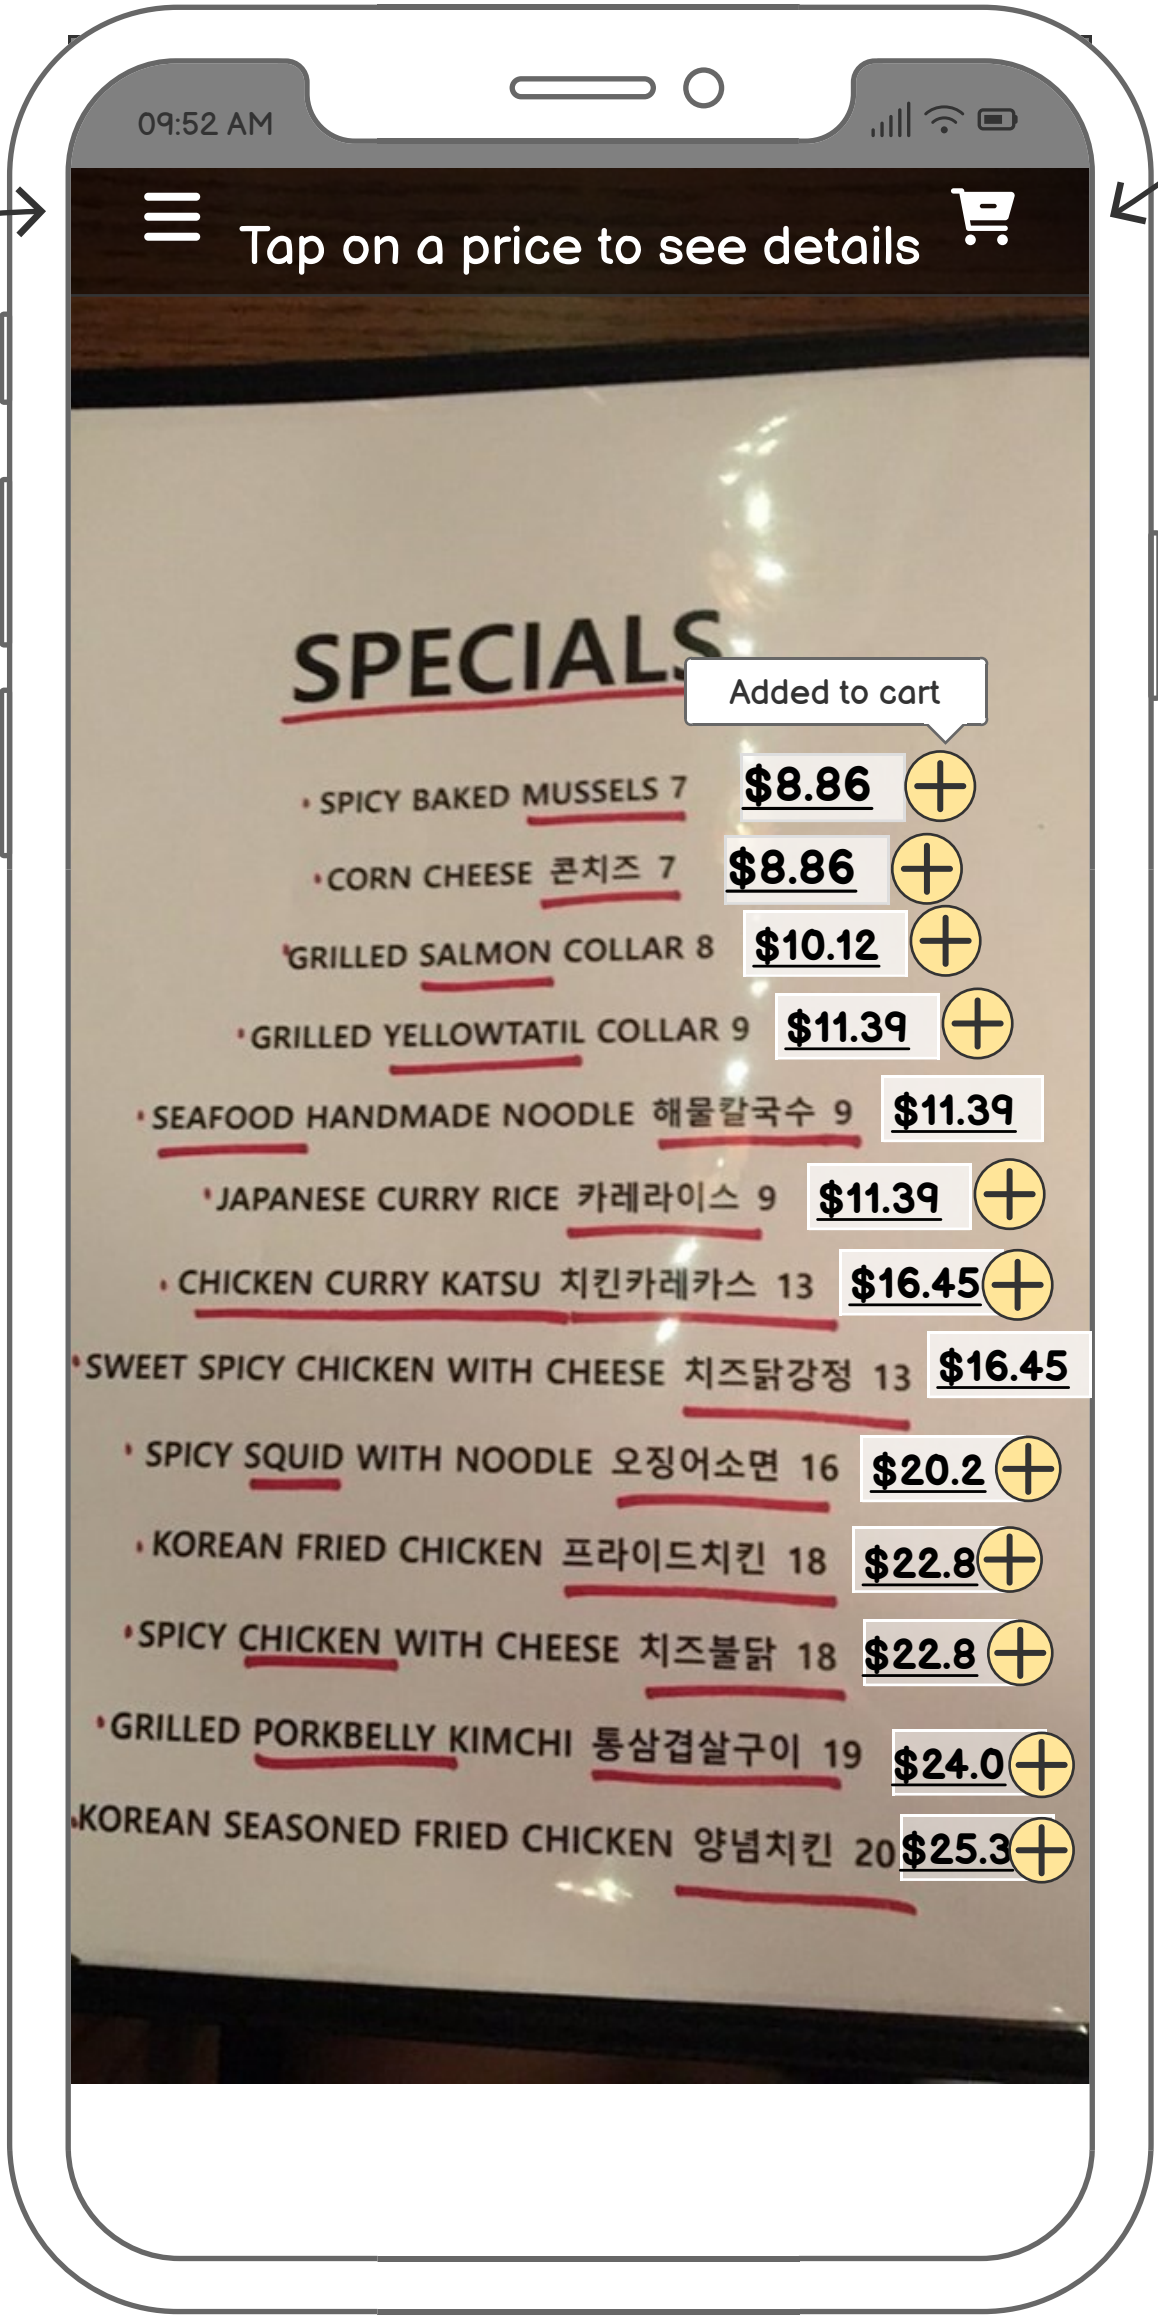 09:52 AM
Tap on a price to see details
SPECIALS
Added to cart
SPICY BAKED MUSSELS 7 $8.86
CORN CHEESE 콘치즈 7 $8.86
GRILLED SALMON COLLAR 8 $10.12
GRILLED YELLOWTATIL COLLAR 9 $11.39
SEAFOOD HANDMADE NOODLE 해물칼국수 9 $11.39
JAPANESE CURRY RICE 카레라이스 9 $11.39
CHICKEN CURRY KATSU 치킨카레카스 13 $16.45
SWEET SPICY CHICKEN WITH CHEESE 치즈닭강정 13 $16.45
SPICY SQUID WITH NOODLE 오징어소면 16 $20.2
KOREAN FRIED CHICKEN 프라이드치킨 18 $22.8
SPICY CHICKEN WITH CHEESE 치즈불닭 18 $22.8
GRILLED PORKBELLY KIMCHI 통삼겹살구이 19 $24.0
KOREAN SEASONED FRIED CHICKEN 양념치킨 20 $25.3